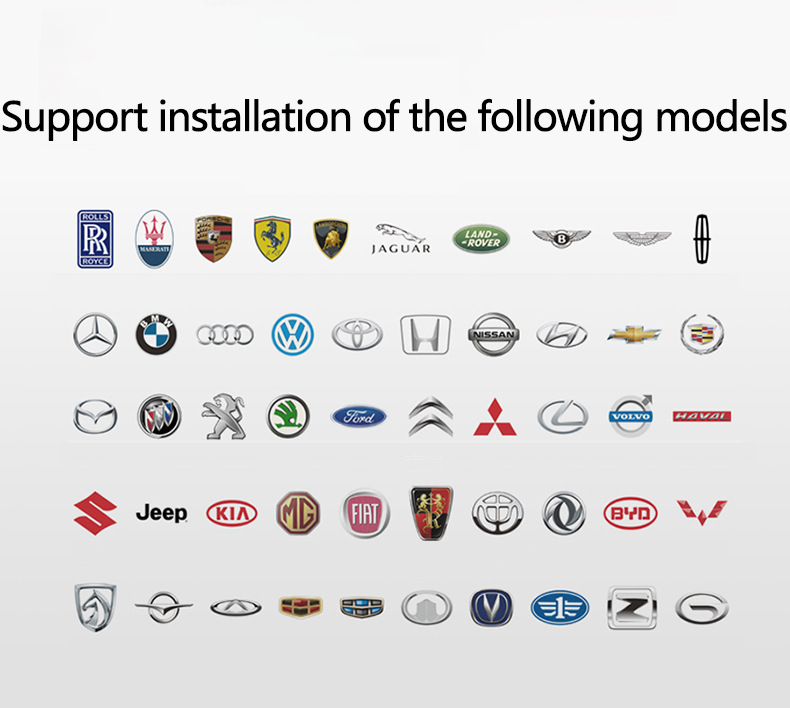 Support installation of the following models
ROLLS
RR
ROYCE
MASERATI
PORSCHE
JAGUAR
LAND-
-ROVER
B
BMW
NISSAN
Ford
VOLVO
HAVAL
Jeep
KIA
MG
FIAT
BYD